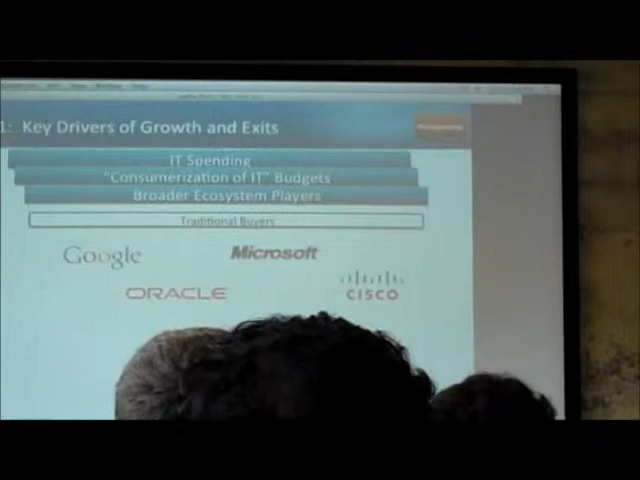 1: Key Drivers of Growth and Exits
IT Spending
"Consumerization of IT" Budgets
Broader Ecosystem Players
Traditional Buyers
Google Microsoft
ORACLE CISCO